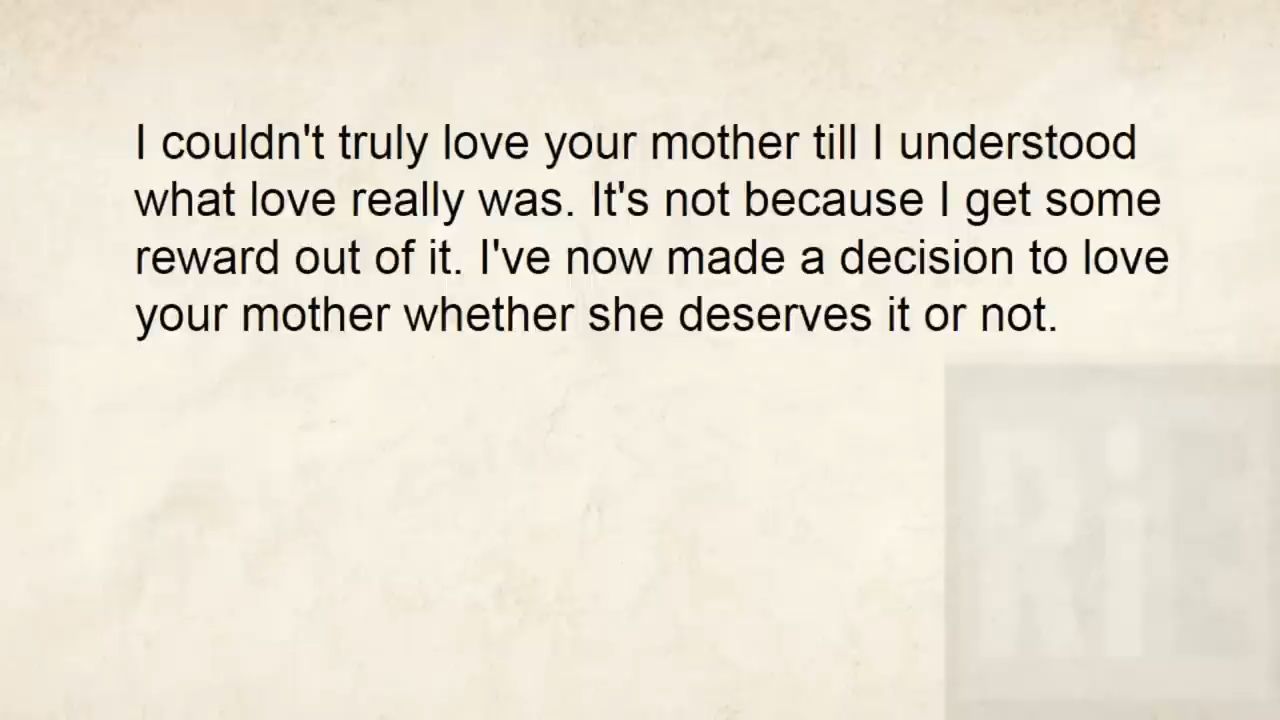 I couldn't truly love your mother till I understood
what love really was. It's not because I get some
reward out of it. I've now made a decision to love
your mother whether she deserves it or not.
RiE